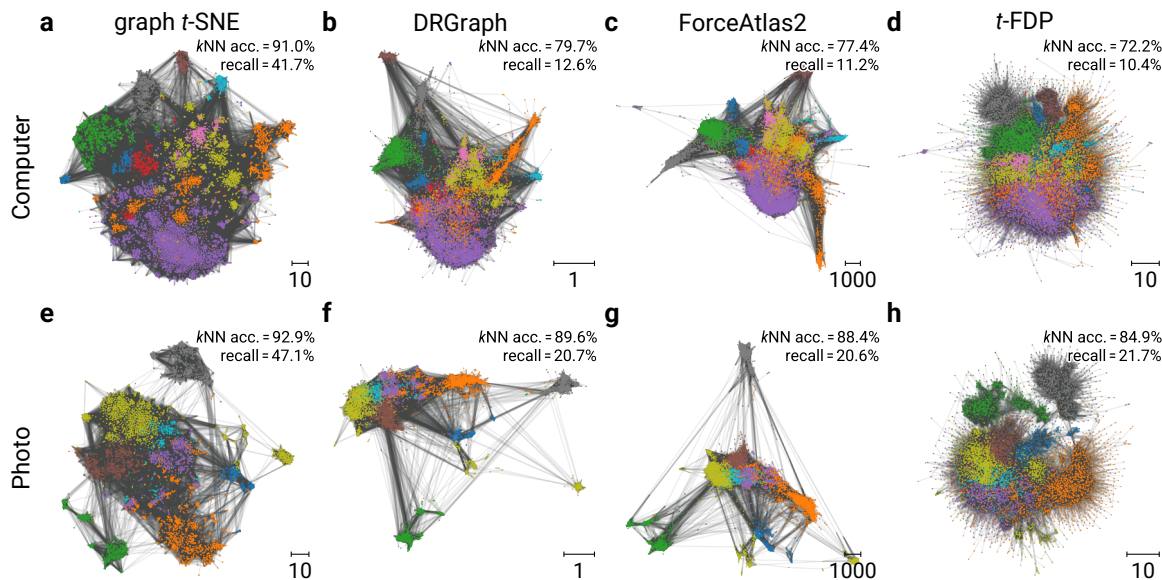 a graph t-SNE
kNN acc. = 91.0%
recall = 41.7%
10
b DRGraph
kNN acc. = 79.7%
recall = 12.6%
1
c ForceAtlas2
kNN acc. = 77.4%
recall = 11.2%
1000
d t-FDP
kNN acc. = 72.2%
recall = 10.4%
10
Computer
e
kNN acc. = 92.9%
recall = 47.1%
10
f
kNN acc. = 89.6%
recall = 20.7%
1
g
kNN acc. = 88.4%
recall = 20.6%
1000
h
kNN acc. = 84.9%
recall = 21.7%
10
Photo